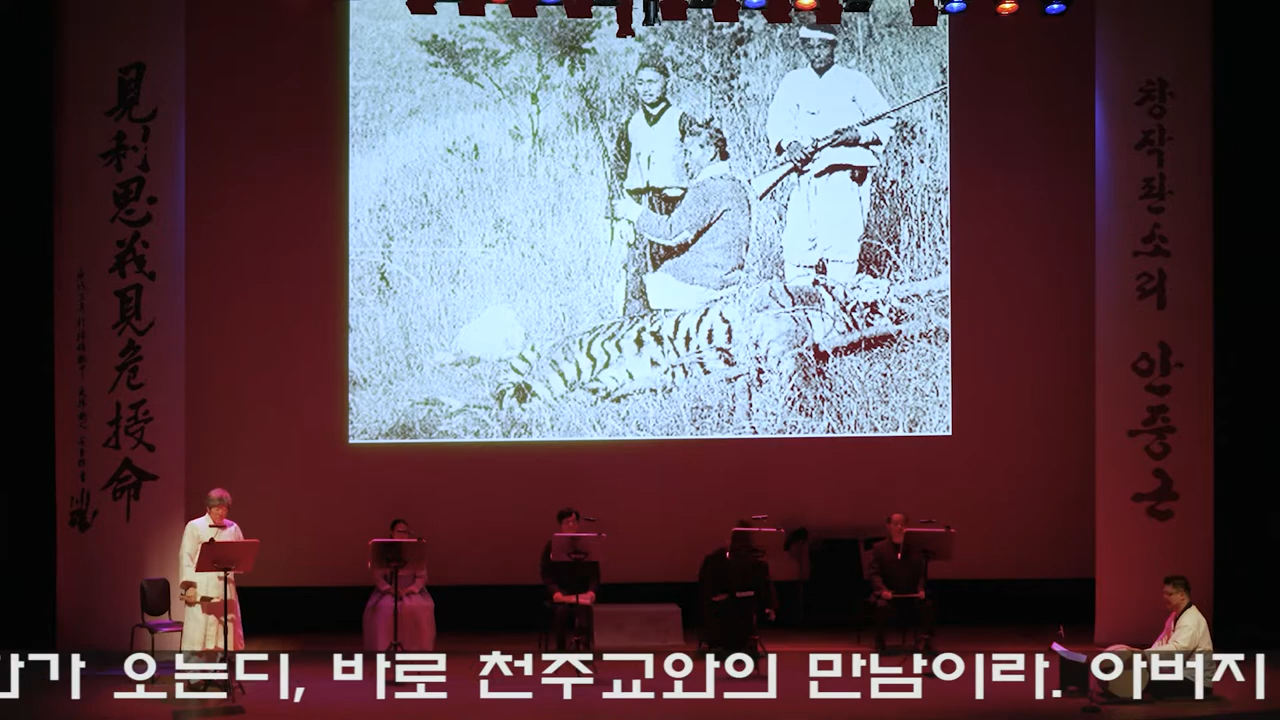 見利思義見危授命
창작판소리 안중근
가 오는디, 바로 천주교와의 만남이라. 아버지